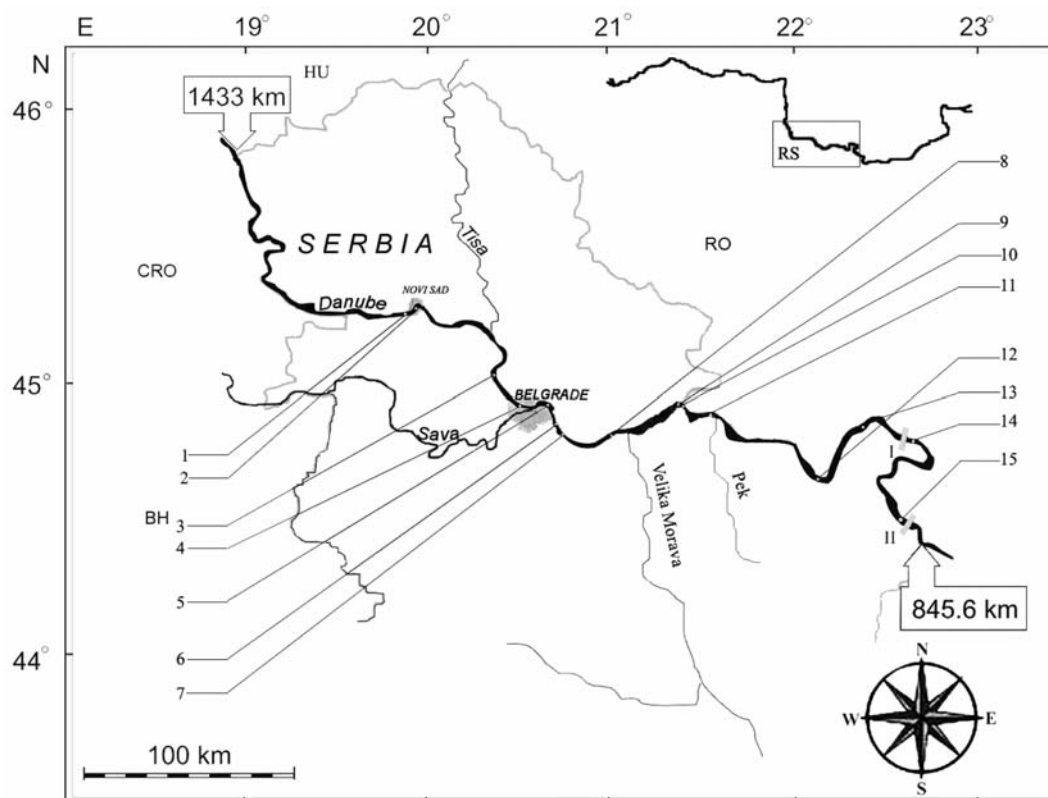 E
19°
20°
21°
22°
23°
N
46°
45°
44°
HU
1433 km
RS
SERBIA
Tisa
RO
CRO
NOVI SAD
Danube
BELGRADE
Sava
BH
Velika Morava
Pek
I
II
845.6 km
1
2
3
4
5
6
7
8
9
10
11
12
13
14
15
100 km
N
W
E
S